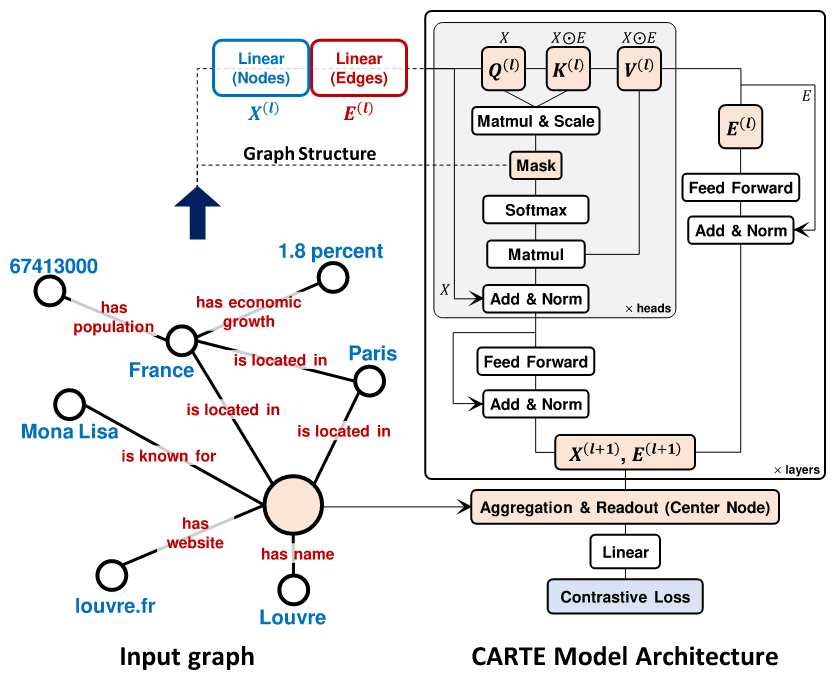 Linear
(Nodes)
Linear
(Edges)
X^(l)
E^(l)
Graph Structure
X
X⊙E
X⊙E
Q^(l)
K^(l)
V^(l)
Matmul & Scale
Mask
Softmax
Matmul
X
Add & Norm
× heads
E
E^(l)
Feed Forward
Add & Norm
Feed Forward
Add & Norm
X^(l+1), E^(l+1)
× layers
Aggregation & Readout (Center Node)
Linear
Contrastive Loss
67413000
1.8 percent
has
population
has economic
growth
France
is located in
Paris
is located in
is located in
Mona Lisa
is known for
has
website
has name
louvre.fr
Louvre
Input graph
CARTE Model Architecture